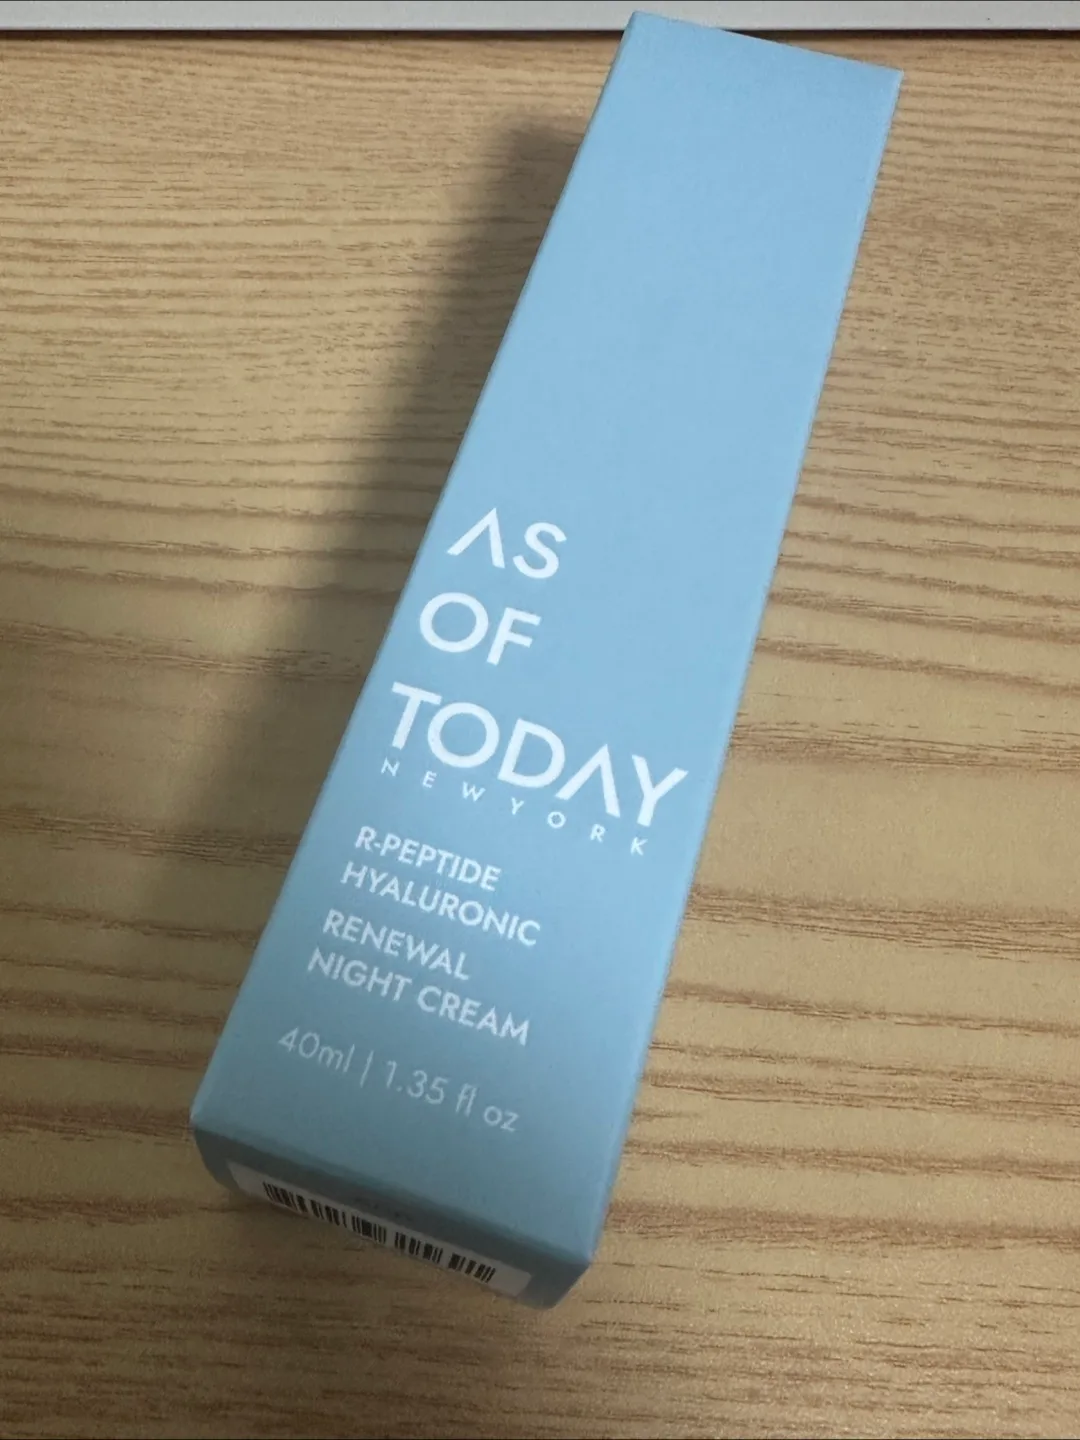 AS
OF
TODAY
NEW YORK
R-PEPTIDE
HYALURONIC
RENEWAL
NIGHT CREAM
40ml | 1.35 fl oz